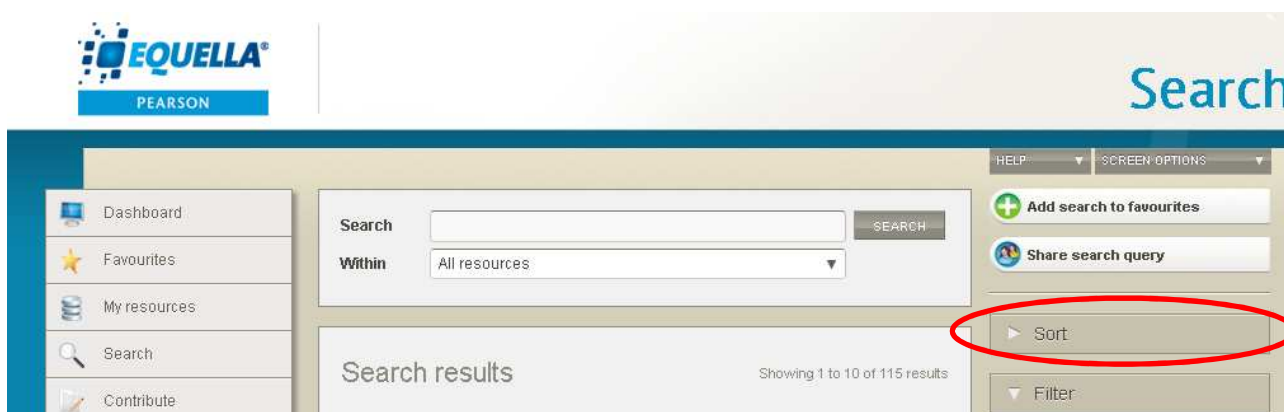 EQUELLA®
PEARSON
Search
HELP
SCREEN OPTIONS
Dashboard
Favourites
My resources
Search
Contribute
Search
SEARCH
Within
All resources
Search results
Showing 1 to 10 of 115 results
Add search to favourites
Share search query
Sort
Filter